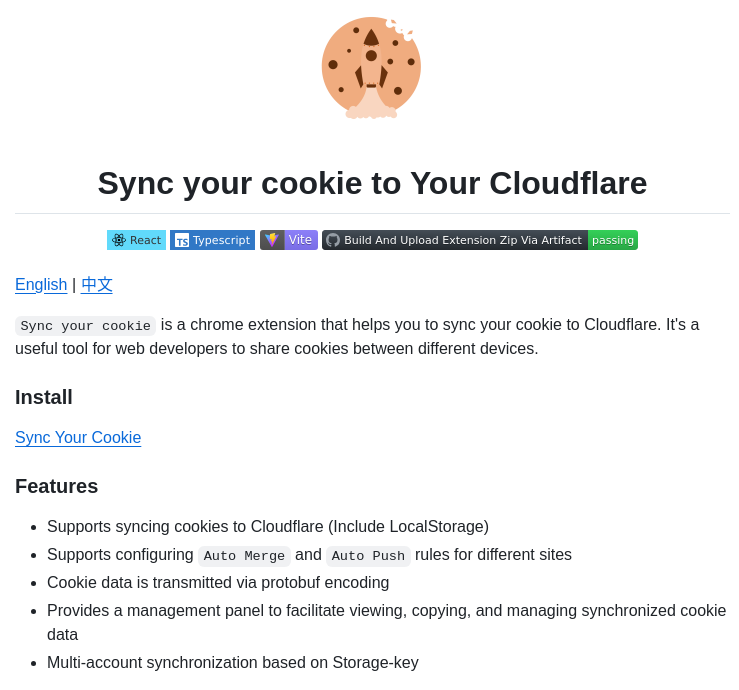 Sync your cookie to Your Cloudflare
React TS Typescript Vite Build And Upload Extension Zip Via Artifact passing
English | 中文
Sync your cookie is a chrome extension that helps you to sync your cookie to Cloudflare. It's a
useful tool for web developers to share cookies between different devices.
Install
Sync Your Cookie
Features
Supports syncing cookies to Cloudflare (Include LocalStorage)
Supports configuring Auto Merge and Auto Push rules for different sites
Cookie data is transmitted via protobuf encoding
Provides a management panel to facilitate viewing, copying, and managing synchronized cookie
data
Multi-account synchronization based on Storage-key